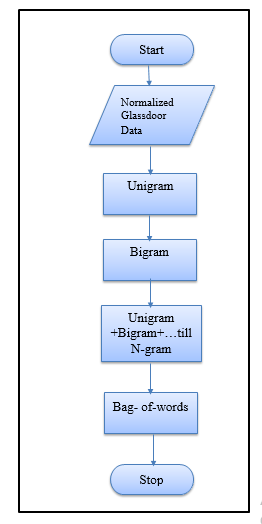 Start
Normalized
Glassdoor
Data
Unigram
Bigram
Unigram
+Bigram+…till
N-gram
Bag- of-words
Stop